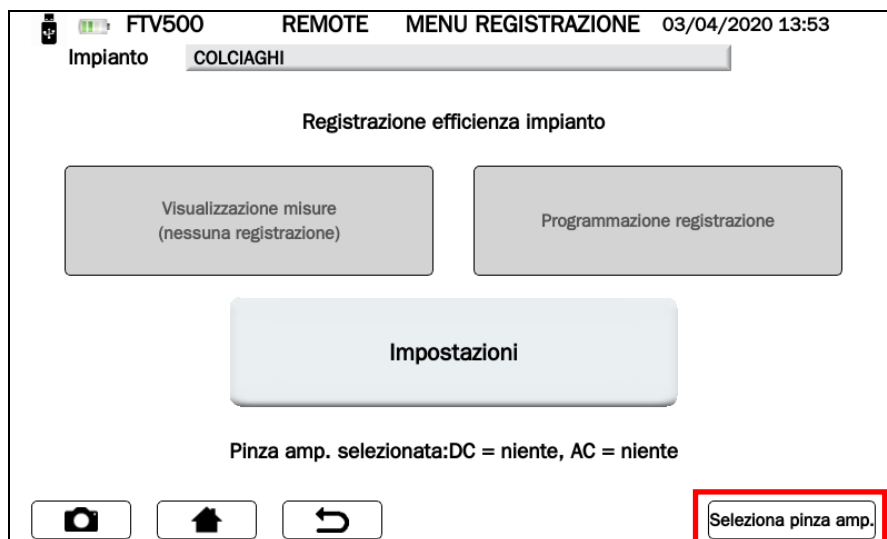 FTV500 REMOTE MENU REGISTRAZIONE 03/04/2020 13:53
Impianto COLCIAGHI
Registrazione efficienza impianto
Visualizzazione misure
(nessuna registrazione)
Programmazione registrazione
Impostazioni
Pinza amp. selezionata:DC = niente, AC = niente
Seleziona pinza amp.